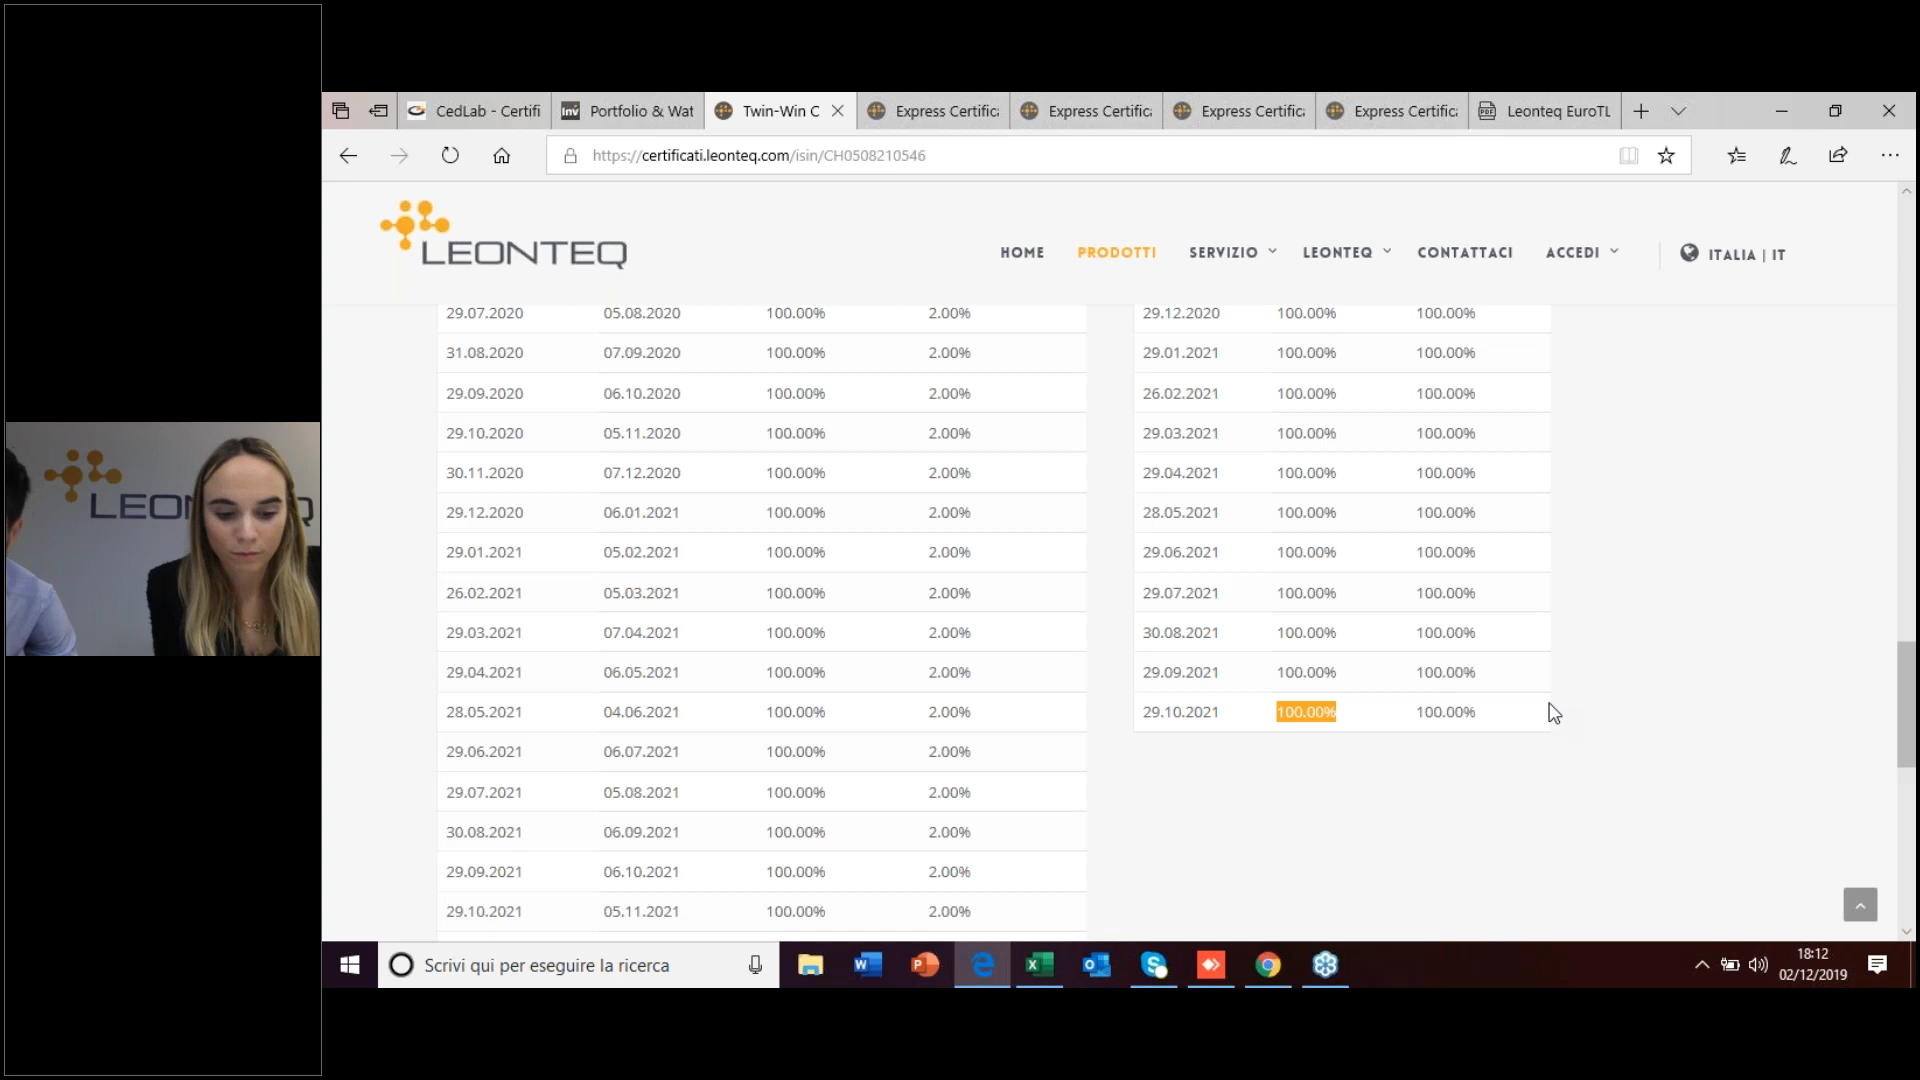 CedLab - Certifi
Portfolio & Wat
Twin-Win C
Express Certific
Express Certific
Express Certific
Express Certific
Leonteq EuroTL
https://certificati.leonteq.com/isin/CH0508210546
LEONTEQ
HOME PRODOTTI SERVIZIO LEONTEQ CONTATTACI ACCEDI ITALIA | IT
29.07.2020 05.08.2020 100.00% 2.00%
31.08.2020 07.09.2020 100.00% 2.00%
29.09.2020 06.10.2020 100.00% 2.00%
29.10.2020 05.11.2020 100.00% 2.00%
30.11.2020 07.12.2020 100.00% 2.00%
29.12.2020 06.01.2021 100.00% 2.00%
29.01.2021 05.02.2021 100.00% 2.00%
26.02.2021 05.03.2021 100.00% 2.00%
29.03.2021 07.04.2021 100.00% 2.00%
29.04.2021 06.05.2021 100.00% 2.00%
28.05.2021 04.06.2021 100.00% 2.00%
29.06.2021 06.07.2021 100.00% 2.00%
29.07.2021 05.08.2021 100.00% 2.00%
30.08.2021 06.09.2021 100.00% 2.00%
29.09.2021 06.10.2021 100.00% 2.00%
29.10.2021 05.11.2021 100.00% 2.00%
29.12.2020 100.00% 100.00%
29.01.2021 100.00% 100.00%
26.02.2021 100.00% 100.00%
29.03.2021 100.00% 100.00%
29.04.2021 100.00% 100.00%
28.05.2021 100.00% 100.00%
29.06.2021 100.00% 100.00%
29.07.2021 100.00% 100.00%
30.08.2021 100.00% 100.00%
29.09.2021 100.00% 100.00%
29.10.2021 100.00% 100.00%
LEON Q
Scrivi qui per eseguire la ricerca
18:12
02/12/2019